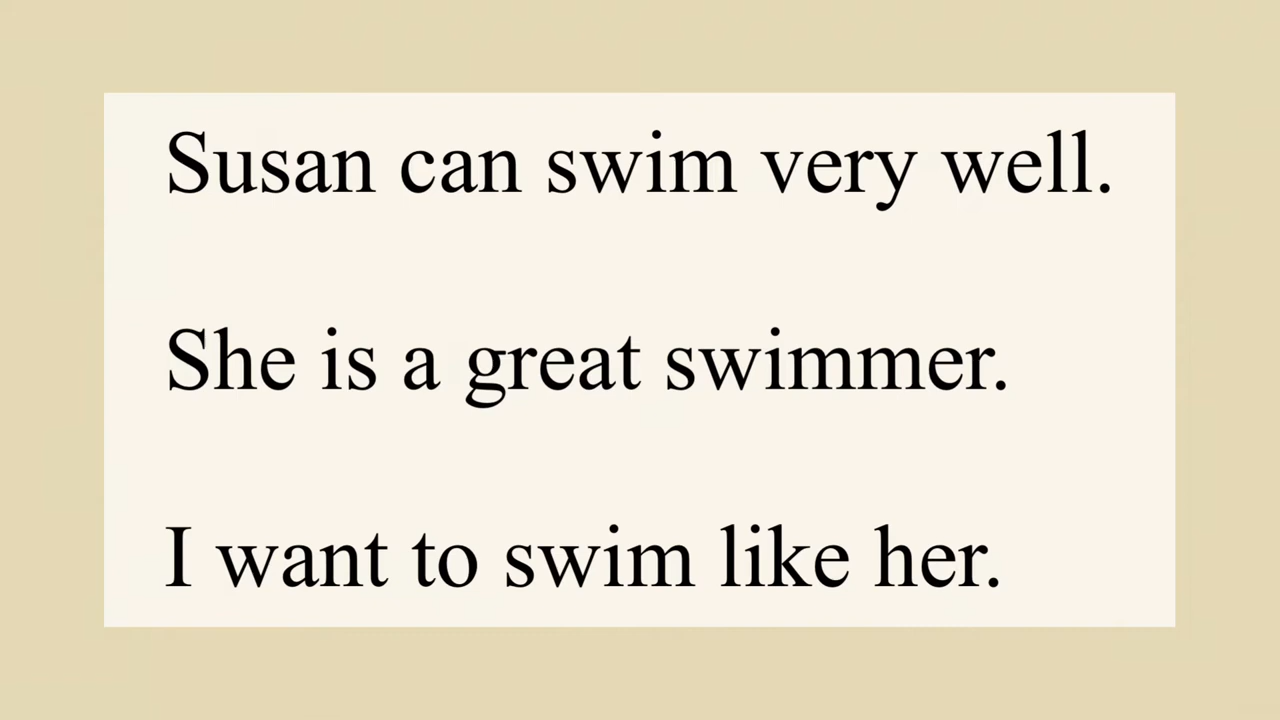 Susan can swim very well.
She is a great swimmer.
I want to swim like her.